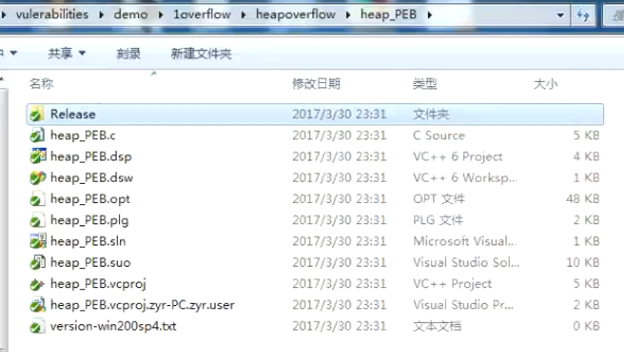 vulerabilities ▸ demo ▸ 1overflow ▸ heapoverflow ▸ heap_PEB ▸
共享 刻录 新建文件夹
名称 修改日期 类型 大小
Release 2017/3/30 23:31 文件夹
heap_PEB.c 2017/3/30 23:31 C Source 5 KB
heap_PEB.dsp 2017/3/30 23:31 VC++ 6 Project 4 KB
heap_PEB.dsw 2017/3/30 23:31 VC++ 6 Worksp... 1 KB
heap_PEB.opt 2017/3/30 23:31 OPT 文件 48 KB
heap_PEB.plg 2017/3/30 23:31 PLG 文件 2 KB
heap_PEB.sln 2017/3/30 23:31 Microsoft Visual... 1 KB
heap_PEB.suo 2017/3/30 23:31 Visual Studio Sol... 10 KB
heap_PEB.vcproj 2017/3/30 23:31 VC++ Project 5 KB
heap_PEB.vcproj.zyr-PC.zyr.user 2017/3/30 23:31 Visual Studio Pr... 2 KB
version-win200sp4.txt 2017/3/30 23:31 文本文档 0 KB